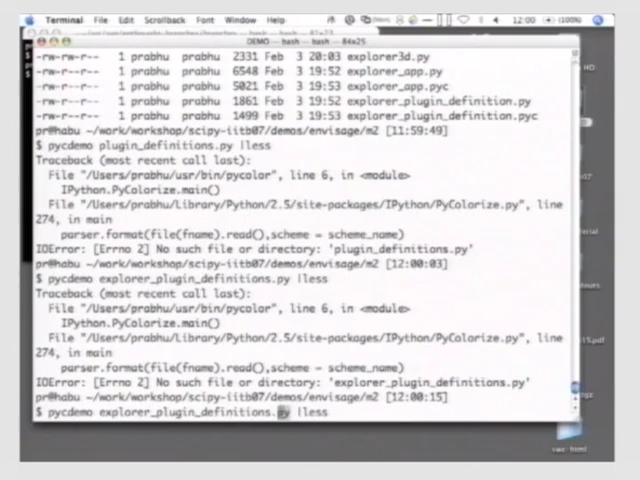 Terminal Shell Edit View Font Window Help 4 12:00 (100%)
DEMO — bash — bash — 84x25
-rw-rw-r-- 1 prabhu prabhu 2331 Feb 3 20:03 explorer3d.py
-rw-r--r-- 1 prabhu prabhu 6548 Feb 3 19:52 explorer_app.py
-rw-r--r-- 1 prabhu prabhu 5021 Feb 3 19:53 explorer_app.pyc
-rw-r--r-- 1 prabhu prabhu 1861 Feb 3 19:52 explorer_plugin_definition.py
-rw-r--r-- 1 prabhu prabhu 1499 Feb 3 19:53 explorer_plugin_definition.pyc
pr@habu ~/work/workshop/scipy-iitb07/demos/envisage/m2 [11:59:49]
$ pycdemo plugin_definitions.py |less
Traceback (most recent call last):
File "/Users/prabhu/usr/bin/pycolor", line 6, in <module>
IPython.PyColorize.main()
File "/Users/prabhu/Library/Python/2.5/site-packages/IPython/PyColorize.py", line
274, in main
parser.format(file(fname).read(),scheme = scheme_name)
IOError: [Errno 2] No such file or directory: 'plugin_definitions.py'
pr@habu ~/work/workshop/scipy-iitb07/demos/envisage/m2 [12:00:03]
$ pycdemo explorer_plugin_definitions.py |less
Traceback (most recent call last):
File "/Users/prabhu/usr/bin/pycolor", line 6, in <module>
IPython.PyColorize.main()
File "/Users/prabhu/Library/Python/2.5/site-packages/IPython/PyColorize.py", line
274, in main
parser.format(file(fname).read(),scheme = scheme_name)
IOError: [Errno 2] No such file or directory: 'explorer_plugin_definitions.py'
pr@habu ~/work/workshop/scipy-iitb07/demos/envisage/m2 [12:00:15]
$ pycdemo explorer_plugin_definitions.py |less
HD